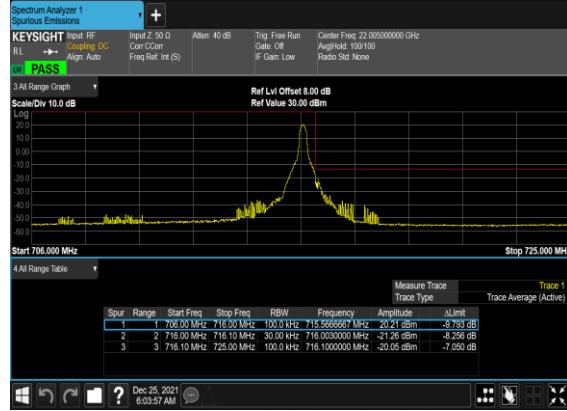 Spectrum Analyzer 1
Spurious Emissions
+
KEYSIGHT Input: RF Input Z: 50 Ω Atten: 40 dB Trig: Free Run Center Freq: 22.005000000 GHz
RL Coupling: DC Corr CCorr Gate: Off Avg|Hold: 100/100
Align: Auto Freq Ref: Int (S) IF Gain: Low Radio Std: None
PASS
3 All Range Graph
Ref Lvl Offset 8.00 dB
Scale/Div 10.0 dB Ref Value 30.00 dBm
Log
20.0
10.0
0.00
-10.0
-20.0
-30.0
-40.0
-50.0
-60.0
Start 706.000 MHz Stop 725.000 MH
4 All Range Table
Measure Trace Trace 1
Trace Type Trace Average (Active)
Spur Range Start Freq Stop Freq RBW Frequency Amplitude ΔLimit
1 1 706.00 MHz 716.00 MHz 100.0 kHz 715.5666667 MHz 20.21 dBm -9.793 dB
2 2 716.00 MHz 716.10 MHz 30.00 kHz 716.0030000 MHz -21.26 dBm -8.256 dB
3 3 716.10 MHz 725.00 MHz 100.0 kHz 716.1000000 MHz -20.05 dBm -7.050 dB
?
Dec 25, 2021
6:03:57 AM